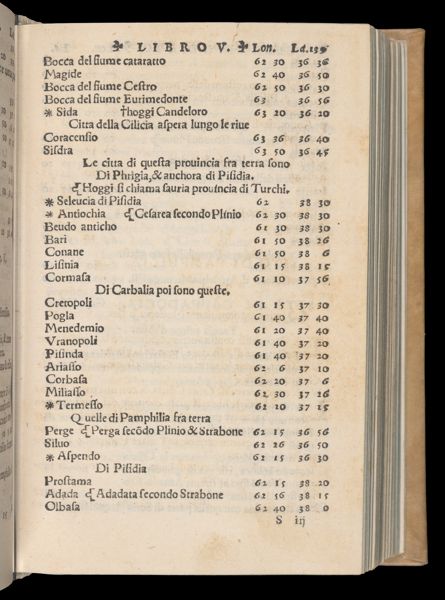 ✤ LIBRO V. ✤ Lon. La. 139
Bocca del fiume cataratto 62 30 36 36
Magide 62 40 36 50
Bocca del fiume Cestro 62 50 36 30
Bocca del fiume Eurimedonte 63 36 56
* Sida †hoggi Candeloro 63 20 36 20
Citta della Cilicia aspera lungo le riue
Coracensio 63 36 36 40
Sisdra 63 50 36 45
Le citta di questa prouincia fra terra sono
Di Phrigia, & anchora di Pisidia.
¶Hoggi si chiama sauria prouincia di Turchi.
* Seleucia di Pisidia 62 38 30
* Antiochia ¶Cesarea secondo Plinio 62 30 38 30
Beudo anticho 61 30 38 30
Bari 61 50 38 26
Conane 61 50 38 6
Lisinia 61 15 38 15
Cormasa 61 10 37 56
Di Carbalia poi sono queste.
Cretopoli 61 15 37 30
Pogla 61 40 37 40
Menedemio 61 20 37 40
Vranopoli 61 40 37 20
Pisinda 61 40 37 20
Ariasso 62 6 37 10
Corbasa 62 20 37 6
Miliasso 62 30 37 26
* Termesso 62 10 37 15
Quelle di Pamphilia fra terra
Perge ¶Perga secōdo Plinio & Strabone 62 15 36 56
Siluo 62 26 36 50
* Aspendo 62 15 36 30
Di Pisidia
Prostama 62 15 38 20
Adada ¶Adadata secondo Strabone 62 56 38 15
Olbasa 62 40 38 0
S iij